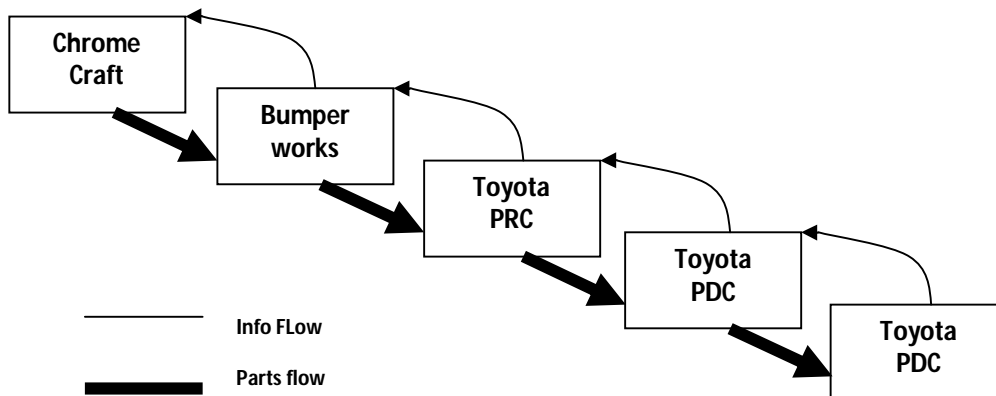 Chrome
Craft
Bumper
works
Toyota
PRC
Toyota
PDC
Toyota
PDC
Info FLow
Parts flow